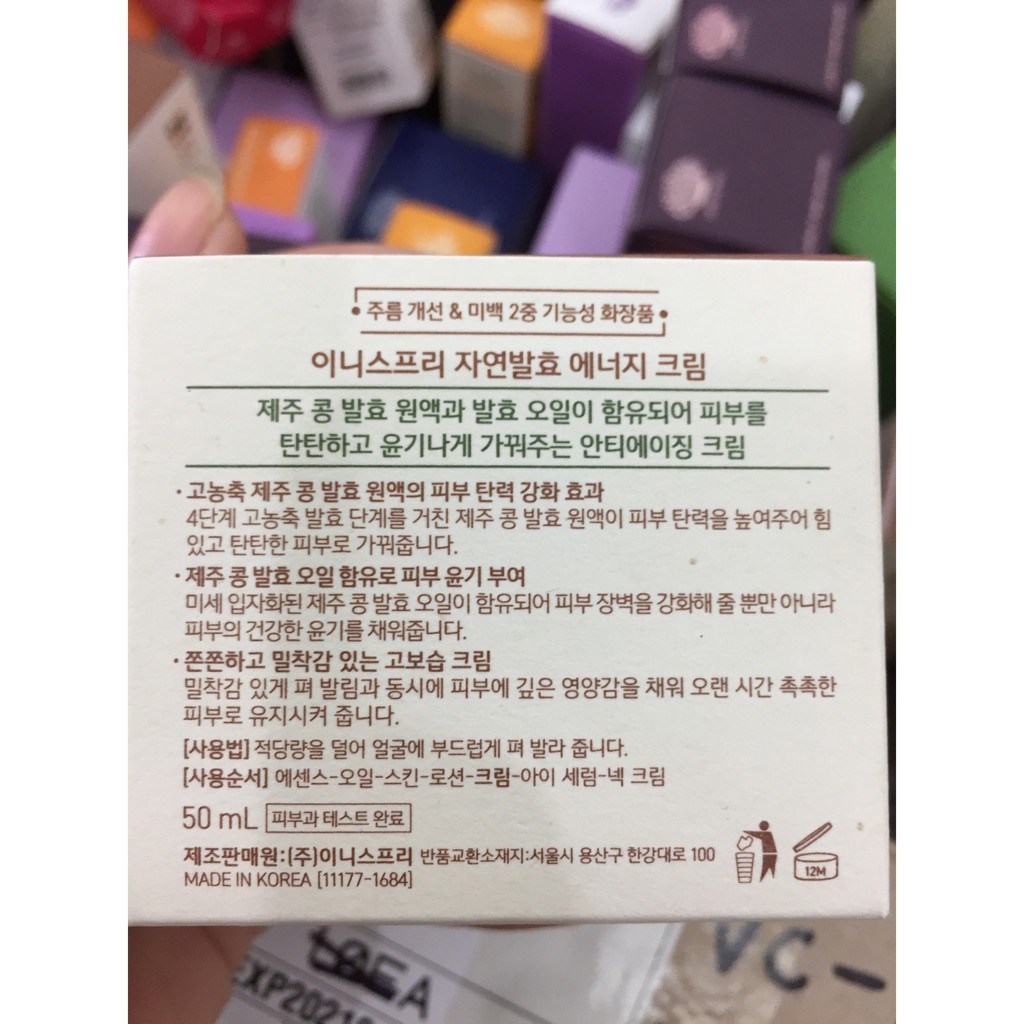 • 주름 개선 & 미백 2중 기능성 화장품 •
이니스프리 자연발효 에너지 크림
제주 콩 발효 원액과 발효 오일이 함유되어 피부를
탄탄하고 윤기나게 가꿔주는 안티에이징 크림
· 고농축 제주 콩 발효 원액의 피부 탄력 강화 효과
4단계 고농축 발효 단계를 거친 제주 콩 발효 원액이 피부 탄력을 높여주어 힘
있고 탄탄한 피부로 가꿔줍니다.
· 제주 콩 발효 오일 함유로 피부 윤기 부여
미세 입자화된 제주 콩 발효 오일이 함유되어 피부 장벽을 강화해 줄 뿐만 아니라
피부의 건강한 윤기를 채워줍니다.
· 쫀쫀하고 밀착감 있는 고보습 크림
밀착감 있게 펴 발림과 동시에 피부에 깊은 영양감을 채워 오랜 시간 촉촉한
피부로 유지시켜 줍니다.
[사용법] 적당량을 덜어 얼굴에 부드럽게 펴 발라 줍니다.
[사용순서] 에센스-오일-스킨-로션-크림-아이 세럼-넥 크림
50 mL 피부과 테스트 완료
제조판매원:(주)이니스프리 반품교환소재지:서울시 용산구 한강대로 100
MADE IN KOREA [11177-1684]
12M
VC-